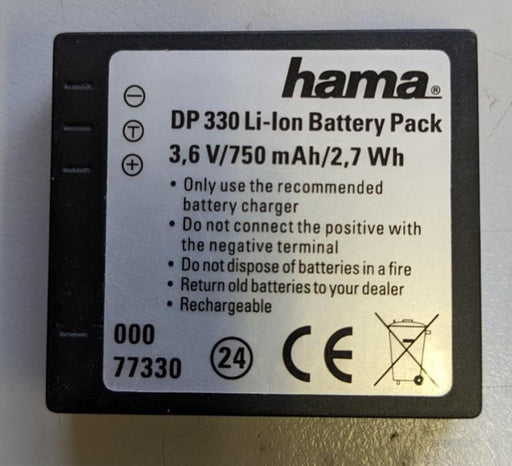 hama®
DP 330 Li-Ion Battery Pack
3,6 V/750 mAh/2,7 Wh
• Only use the recommended
battery charger
• Do not connect the positive with
the negative terminal
• Do not dispose of batteries in a fire
• Return old batteries to your dealer
• Rechargeable
000
77330
24
CE
T